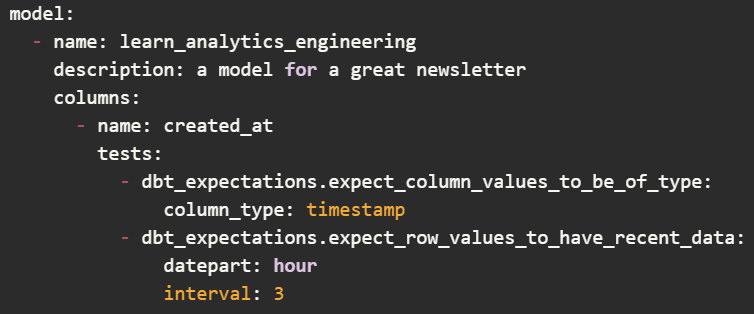 model:
- name: learn_analytics_engineering
description: a model for a great newsletter
columns:
- name: created_at
tests:
- dbt_expectations.expect_column_values_to_be_of_type:
column_type: timestamp
- dbt_expectations.expect_row_values_to_have_recent_data:
datepart: hour
interval: 3